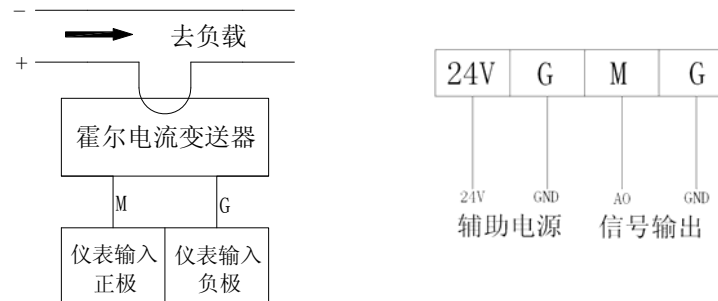 －
去负载
+
霍尔电流变送器
M G
仪表输入 仪表输入
正极 负极
24V G M G
24V GND AO GND
辅助电源 信号输出